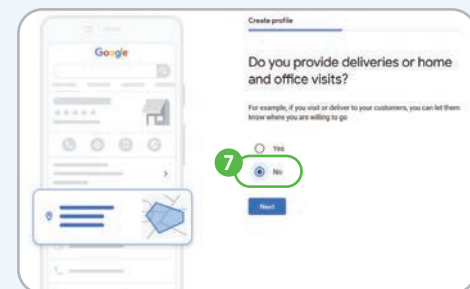 Google
Create profile
Do you provide deliveries or home
and office visits?
For example, if you visit or deliver to your customers, you can let them
know where you are willing to go
Yes
7
No
Next